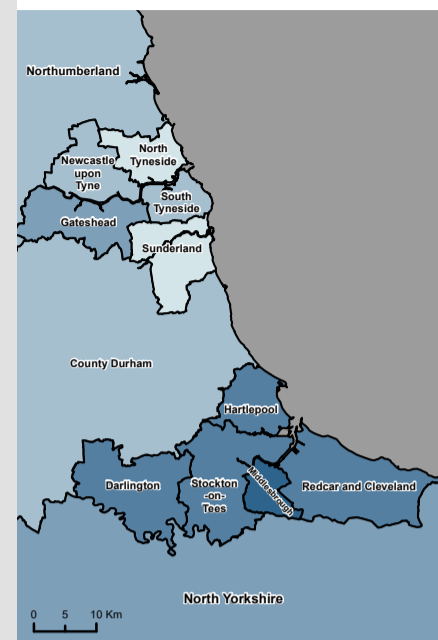 Northumberland
North
Tyneside
Newcastle
upon
Tyne
South
Tyneside
Gateshead
Sunderland
County Durham
Hartlepool
Middlesbrough
Redcar and Cleveland
Darlington
Stockton
-on-
Tees
North Yorkshire
0 5 10 Km